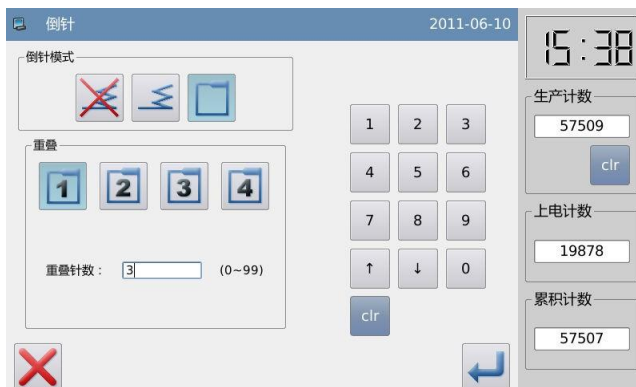 倒针 2011-06-10
倒针模式
重叠
1 2 3 4
重叠针数： 3 (0~99)
1 2 3
4 5 6
7 8 9
↑ ↓ 0
clr
15:38
生产计数
57509
clr
上电计数
19878
累积计数
57507